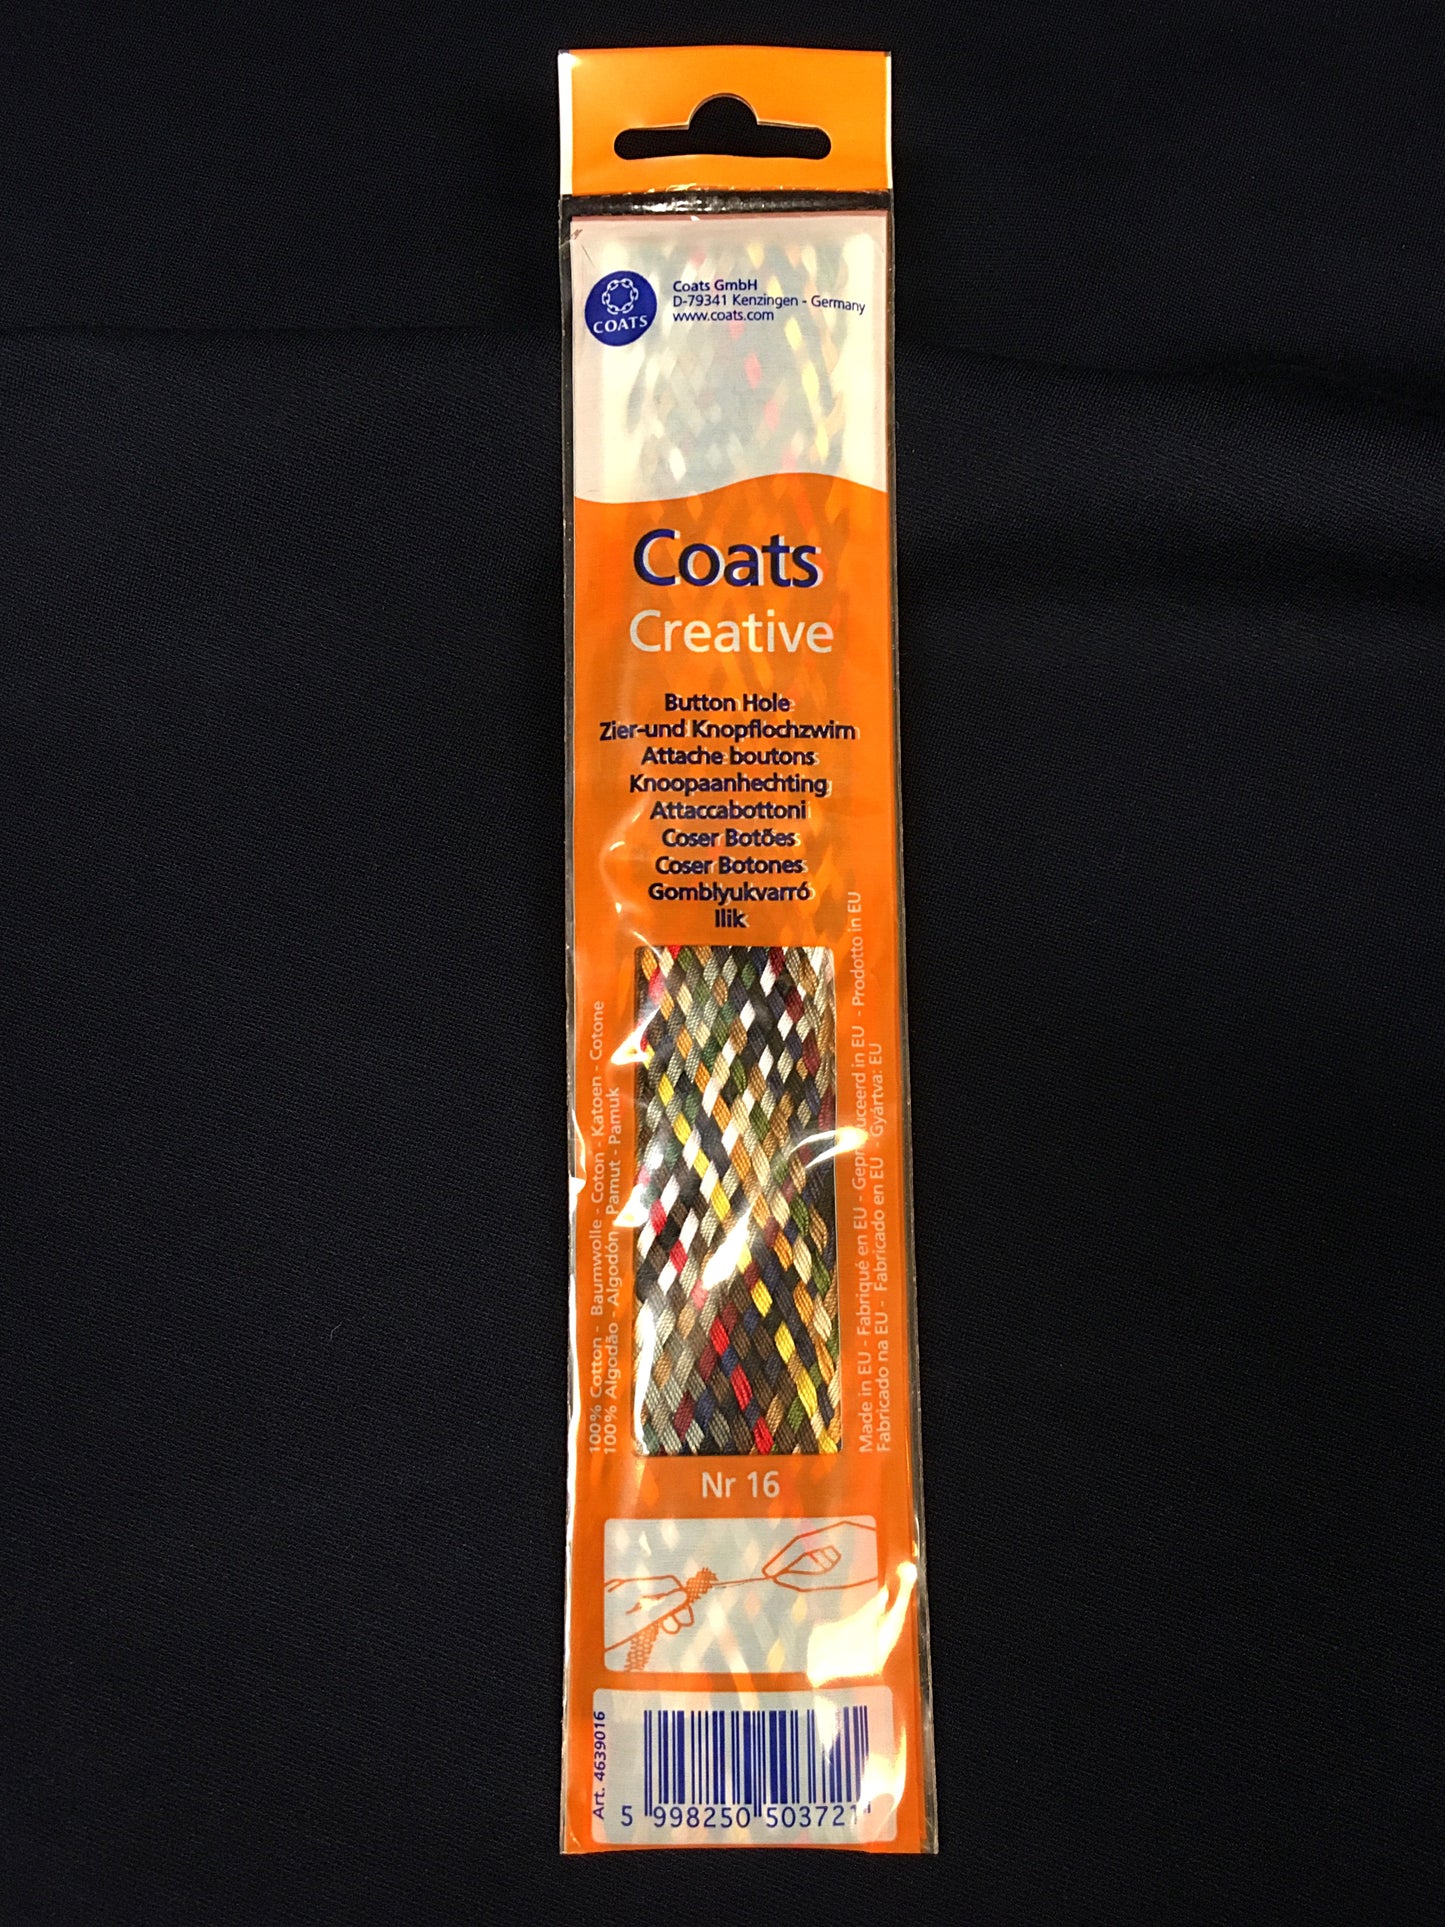 COATS
Coats GmbH
D-79341 Kenzingen - Germany
www.coats.com
Coats
Creative
Button Hole
Zier-und Knopflochzwirn
Attache boutons
Knoopaanhechting
Attaccabottoni
Coser Botões
Coser Botones
Gomblyukvarró
Ilik
100% Cotton - Baumwolle - Coton - Katoen - Cotone
100% Algodão - Algodón - Pamut - Pamuk
Made in EU - Fabriqué en EU - Geproduceerd in EU - Prodotto in EU
Fabricado na EU - Fabricado en EU - Gyártva: EU
Nr 16
Art. 4639016
5 998250 503721